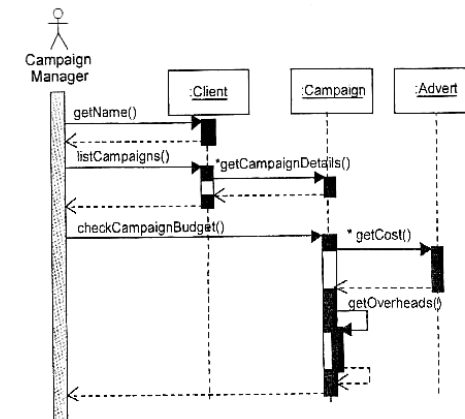 Campaign
Manager
:Client
:Campaign
:Advert
getName()
listCampaigns()
*getCampaignDetails()
checkCampaignBudget()
* getCost()
getOverheads()